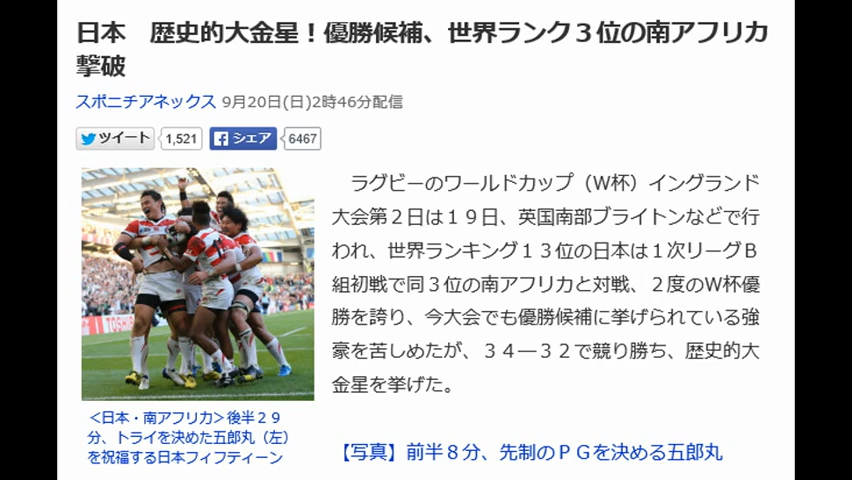 日本　歴史的大金星！優勝候補、世界ランク３位の南アフリカ
撃破
スポニチアネックス 9月20日(日)2時46分配信
ツイート 1,521 シェア 6467
ラグビーのワールドカップ（Ｗ杯）イングランド
大会第２日は１９日、英国南部ブライトンなどで行
われ、世界ランキング１３位の日本は１次リーグＢ
組初戦で同３位の南アフリカと対戦、２度のＷ杯優
勝を誇り、今大会でも優勝候補に挙げられている強
豪を苦しめたが、３４―３２で競り勝ち、歴史的大
金星を挙げた。
TOSHIBA
＜日本・南アフリカ＞後半２９
分、トライを決めた五郎丸（左）
を祝福する日本フィフティーン
【写真】前半８分、先制のＰＧを決める五郎丸